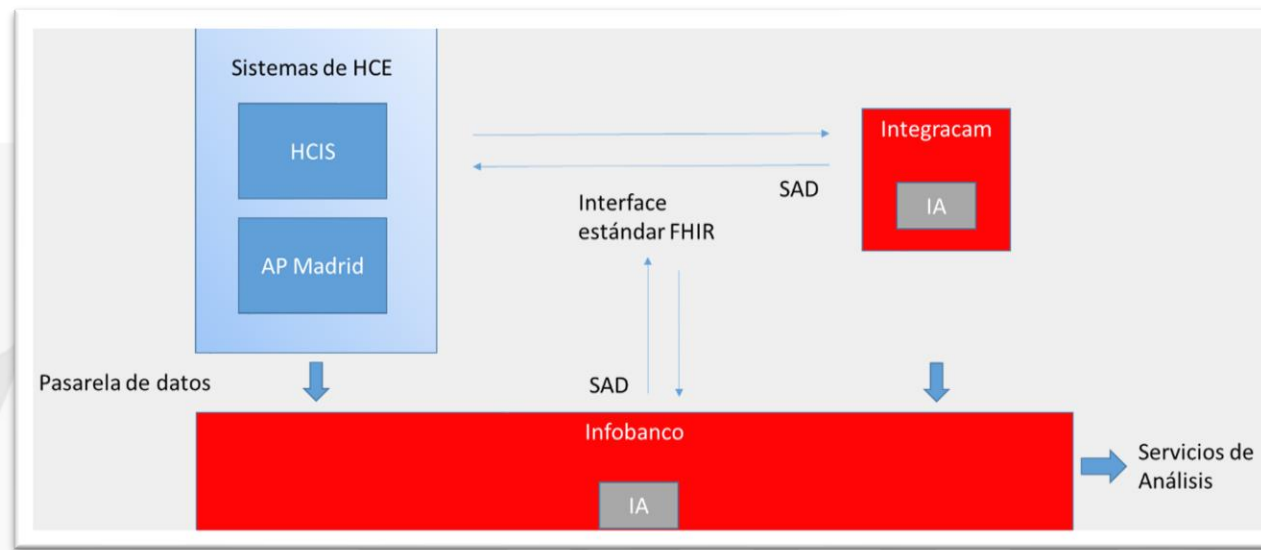 Sistemas de HCE
HCIS
AP Madrid
Integracam
IA
SAD
Interface
estándar FHIR
Pasarela de datos
SAD
Infobanco
IA
Servicios de
Análisis